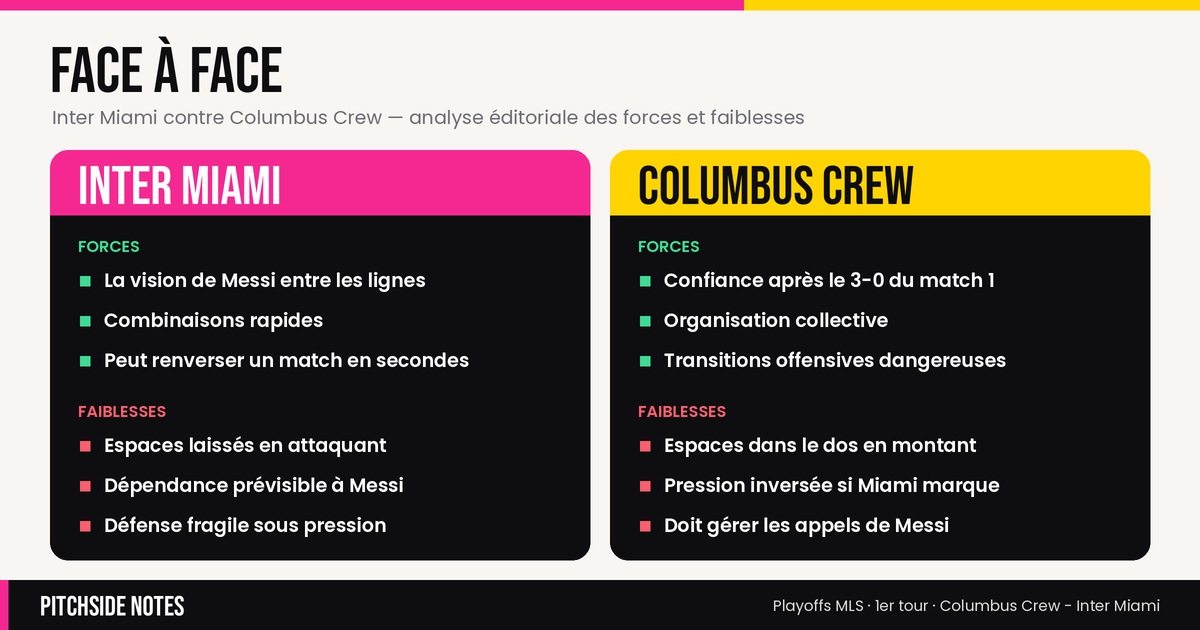 FACE À FACE
Inter Miami contre Columbus Crew — analyse éditoriale des forces et faiblesses
INTER MIAMI
FORCES
La vision de Messi entre les lignes
Combinaisons rapides
Peut renverser un match en secondes
FAIBLESSES
Espaces laissés en attaquant
Dépendance prévisible à Messi
Défense fragile sous pression
COLUMBUS CREW
FORCES
Confiance après le 3-0 du match 1
Organisation collective
Transitions offensives dangereuses
FAIBLESSES
Espaces dans le dos en montant
Pression inversée si Miami marque
Doit gérer les appels de Messi
PITCHSIDE NOTES
Playoffs MLS · 1er tour · Columbus Crew - Inter Miami